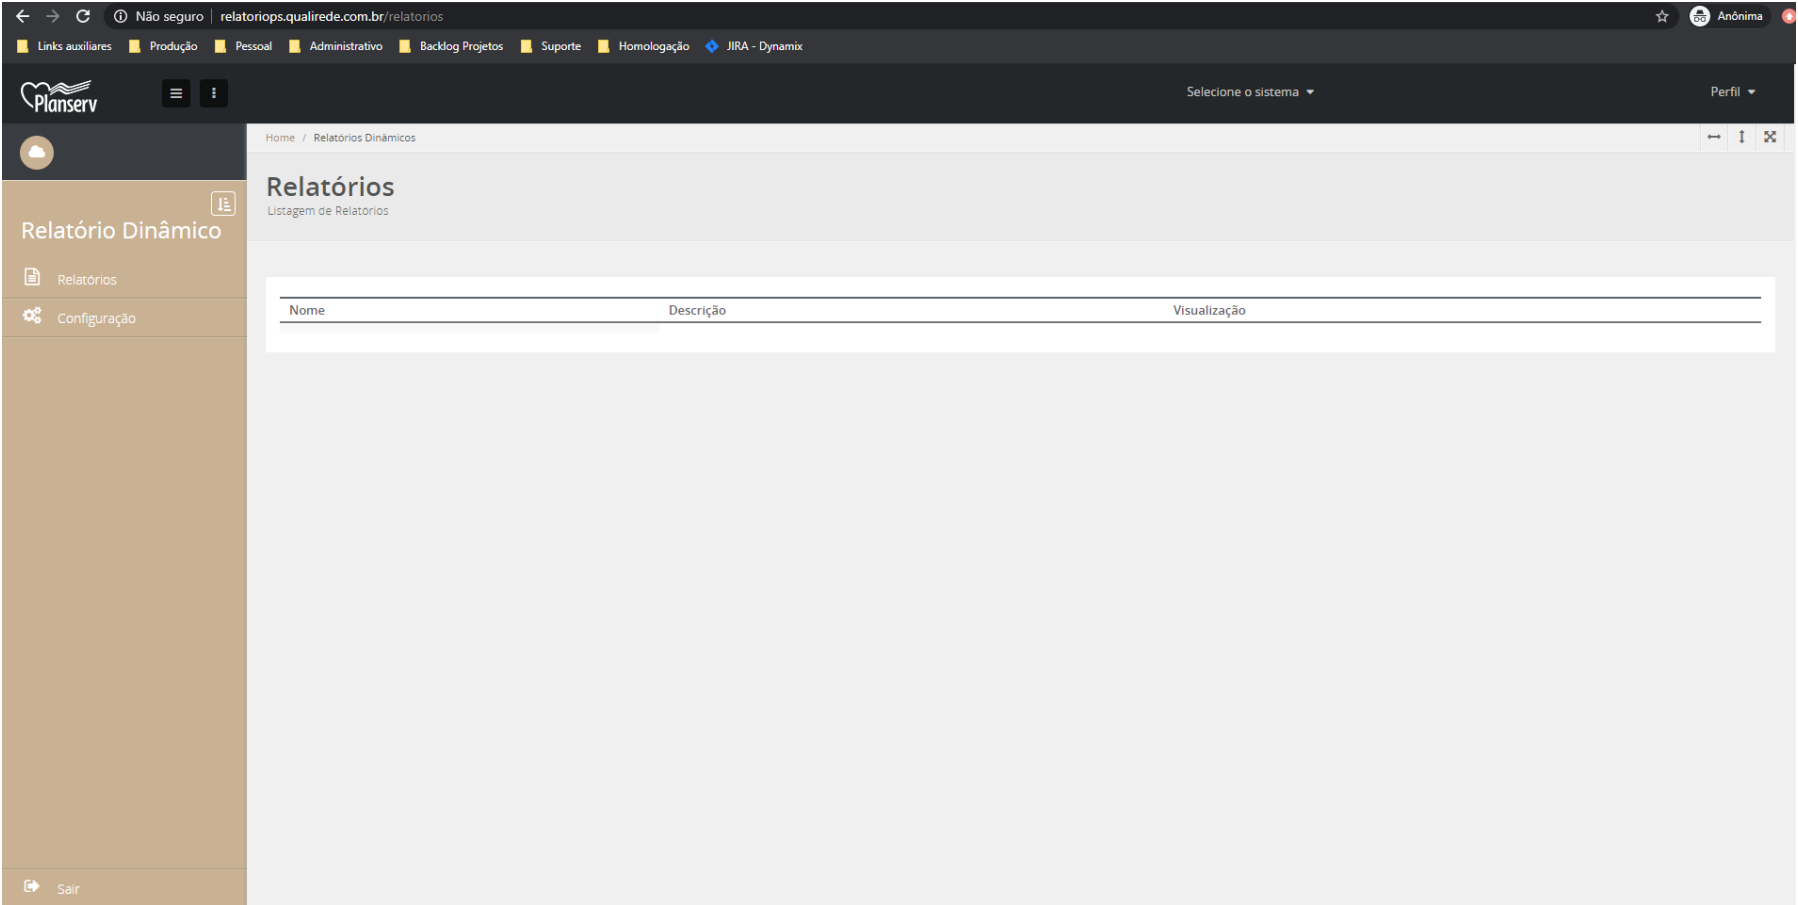 Não seguro | relatoriops.qualirede.com.br/relatorios
Anônima
Links auxiliares Produção Pessoal Administrativo Backlog Projetos Suporte Homologação JIRA - Dynamix
Planserv
Selecione o sistema
Perfil
Home / Relatórios Dinâmicos
Relatórios
Listagem de Relatórios
Relatório Dinâmico
Relatórios
Configuração
Nome Descrição Visualização
Sair